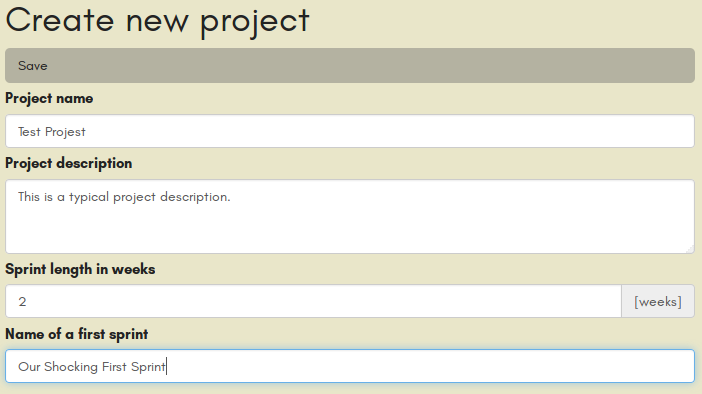 Create new project
Save
Project name
Test Projest
Project description
This is a typical project description.
Sprint length in weeks
2 [weeks]
Name of a first sprint
Our Shocking First Sprint